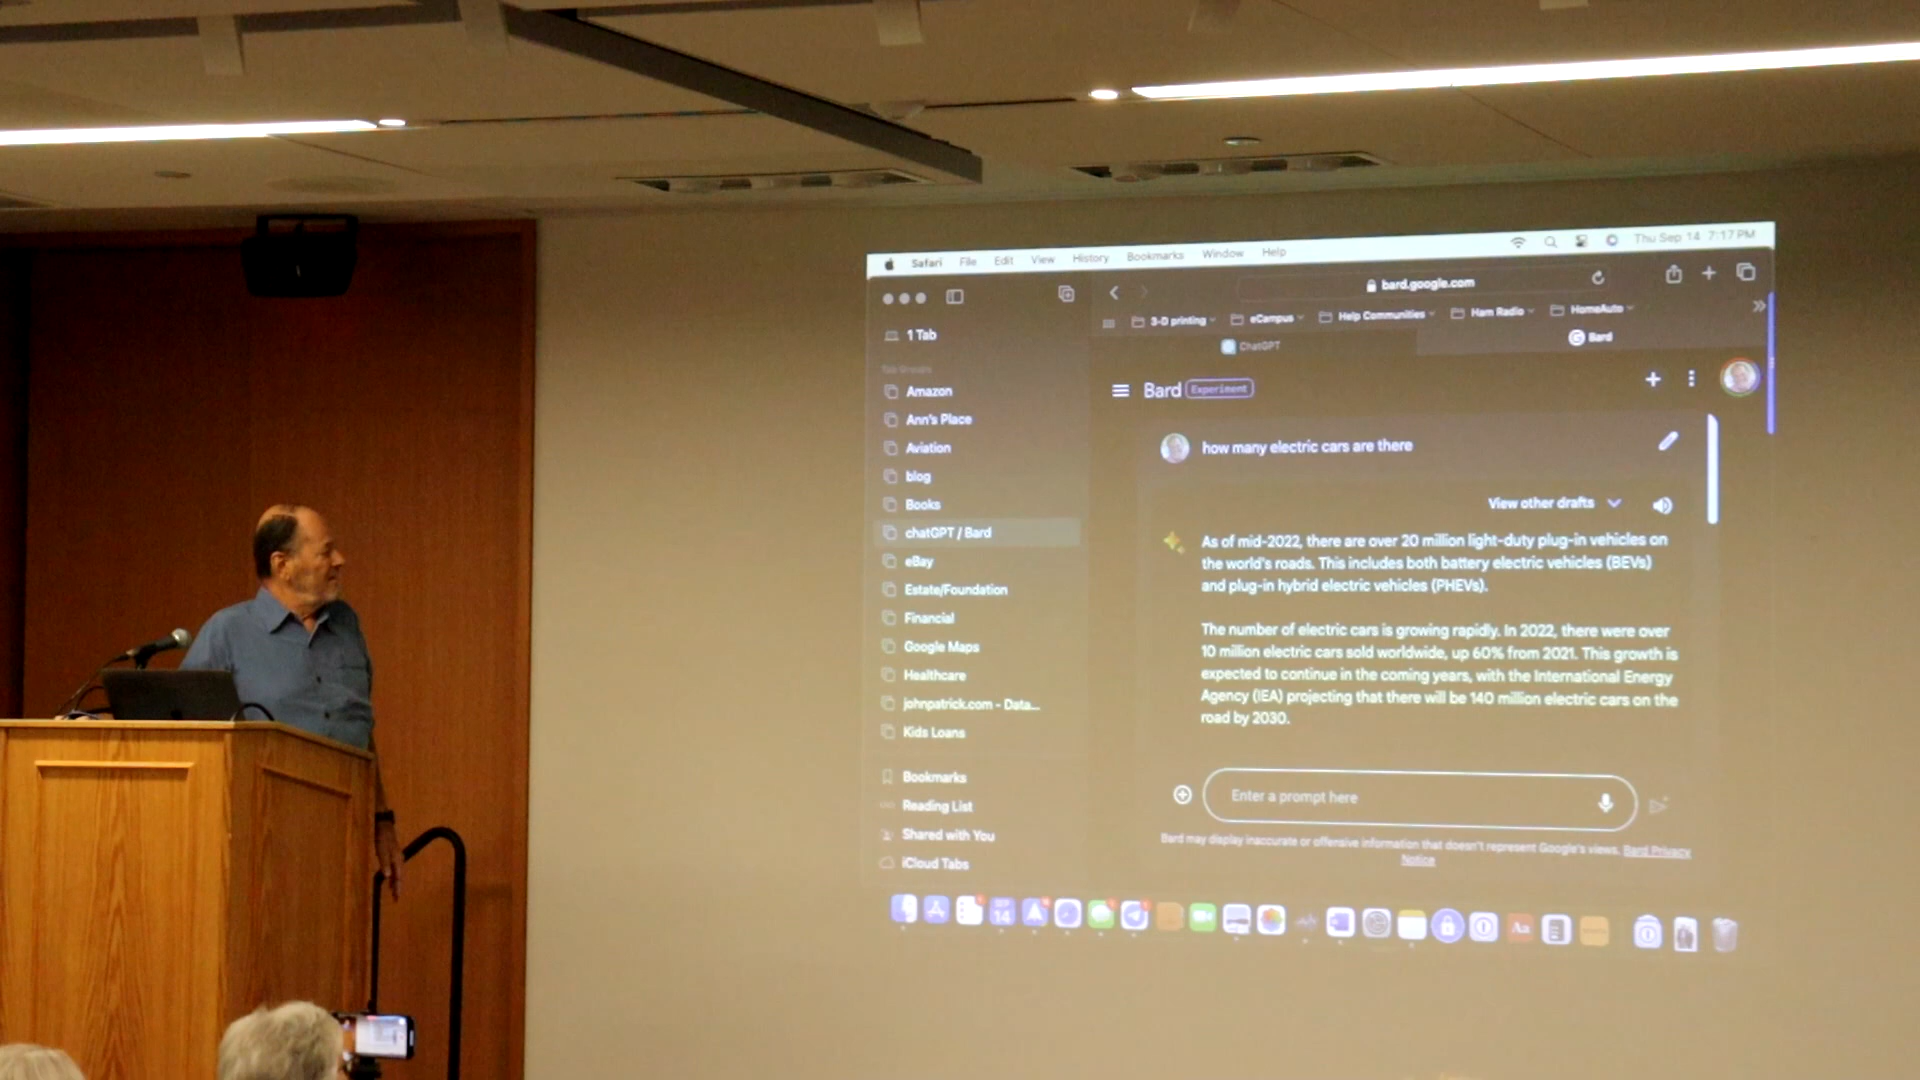 Safari File Edit View History Bookmarks Window Help Thu Sep 14 7:17 PM
bard.google.com
1 Tab
3-D printing eCampus Help Communities Ham Radio HomeAuto
ChatGPT Bard
Tab Groups
Amazon
Ann's Place
Aviation
blog
Books
chatGPT / Bard
eBay
Estate/Foundation
Financial
Google Maps
Healthcare
johnpatrick.com - Data...
Kids Loans
Bookmarks
Reading List
Shared with You
iCloud Tabs
Bard Experiment
how many electric cars are there
View other drafts
As of mid-2022, there are over 20 million light-duty plug-in vehicles on
the world's roads. This includes both battery electric vehicles (BEVs)
and plug-in hybrid electric vehicles (PHEVs).
The number of electric cars is growing rapidly. In 2022, there were over
10 million electric cars sold worldwide, up 60% from 2021. This growth is
expected to continue in the coming years, with the International Energy
Agency (IEA) projecting that there will be 140 million electric cars on the
road by 2030.
Enter a prompt here
Bard may display inaccurate or offensive information that doesn't represent Google's views. Bard Privacy
Notice
14
Aa